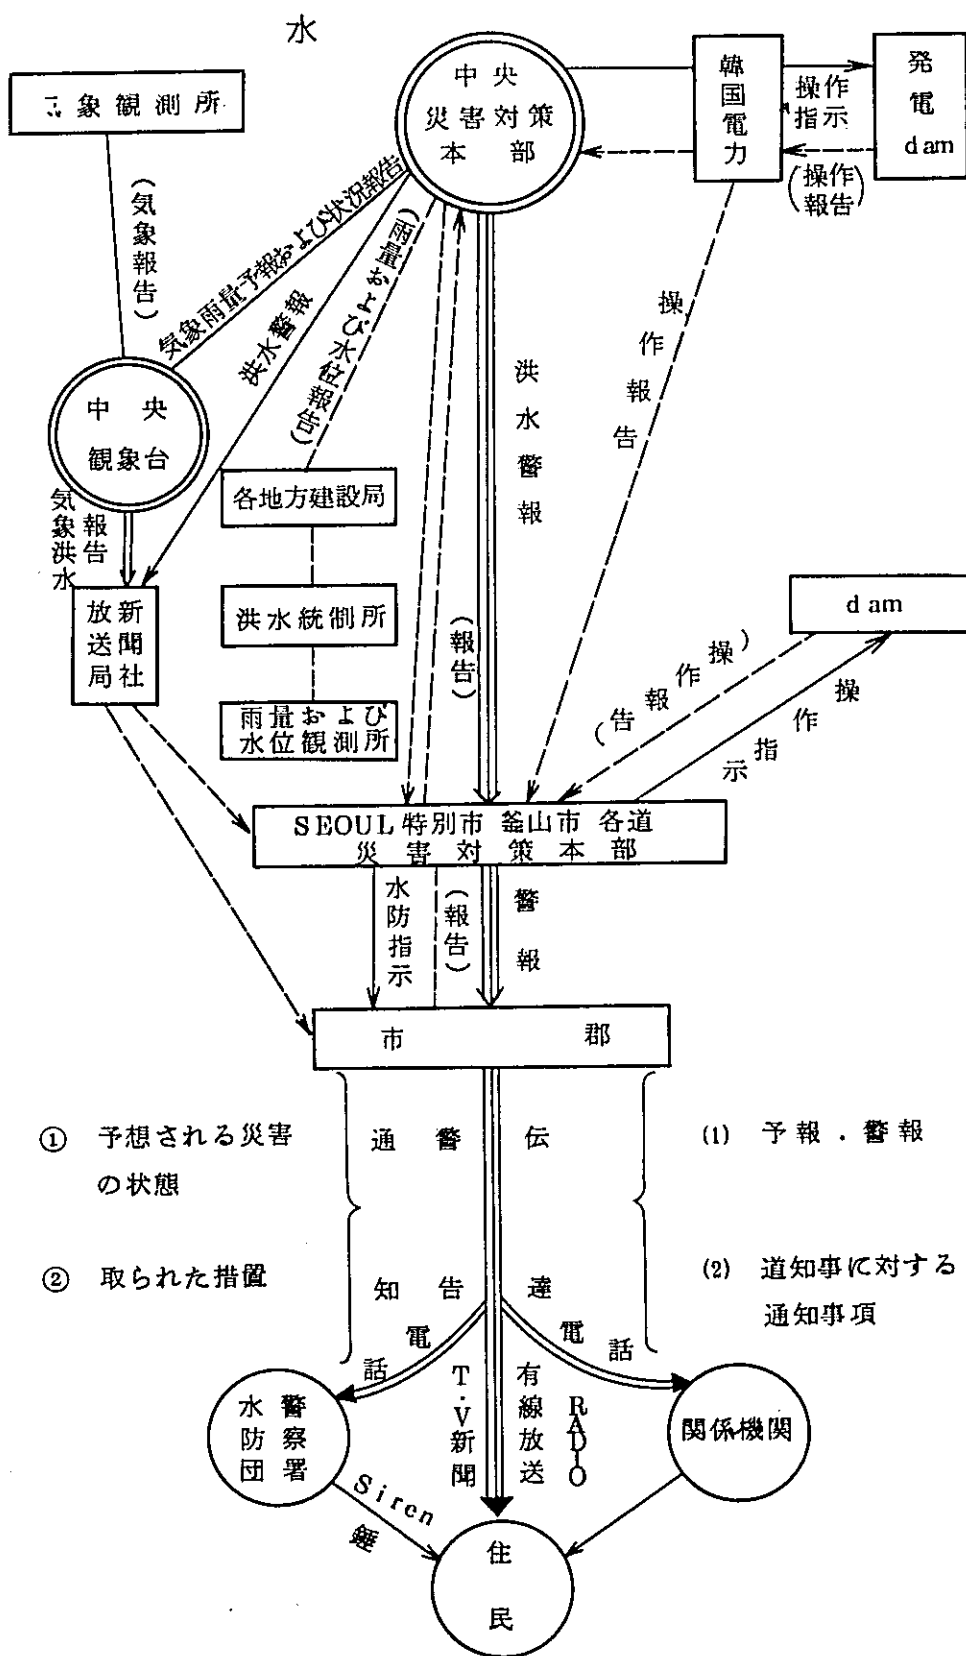 水
象観測所
中央
災害対策
本部
韓国電力
操作
指示
(操作
報告)
発電
dam
(気象報告)
気象雨量予報および状況報告
洪水警報
(雨量および水位報告)
洪水警報
操作報告
中央
観象台
気象洪水
報告
各地方建設局
洪水統制所
雨量および
水位観測所
新聞社
放送局
(報告)
dam
(操作報告)
操作指示
SEOUL特別市 釜山市 各道
災害対策本部
水防指示
(報告)
警報
市 郡
① 予想される災害
の状態
② 取られた措置
通知
警告
伝達
(1) 予報.警報
(2) 道知事に対する
通知事項
電話
電話
T.V新聞
有線放送
RADIO
警察署
水防団
関係機関
Siren
住民